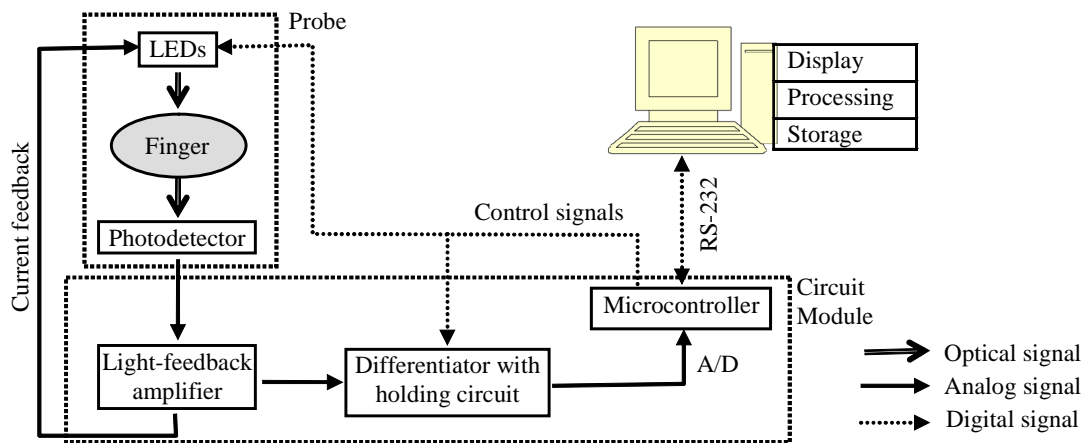 Probe
LEDs
Display
Processing
Storage
Finger
Current feedback
Control signals
RS-232
Photodetector
Circuit
Module
Microcontroller
Light-feedback
amplifier
Differentiator with
holding circuit
A/D
Optical signal
Analog signal
Digital signal